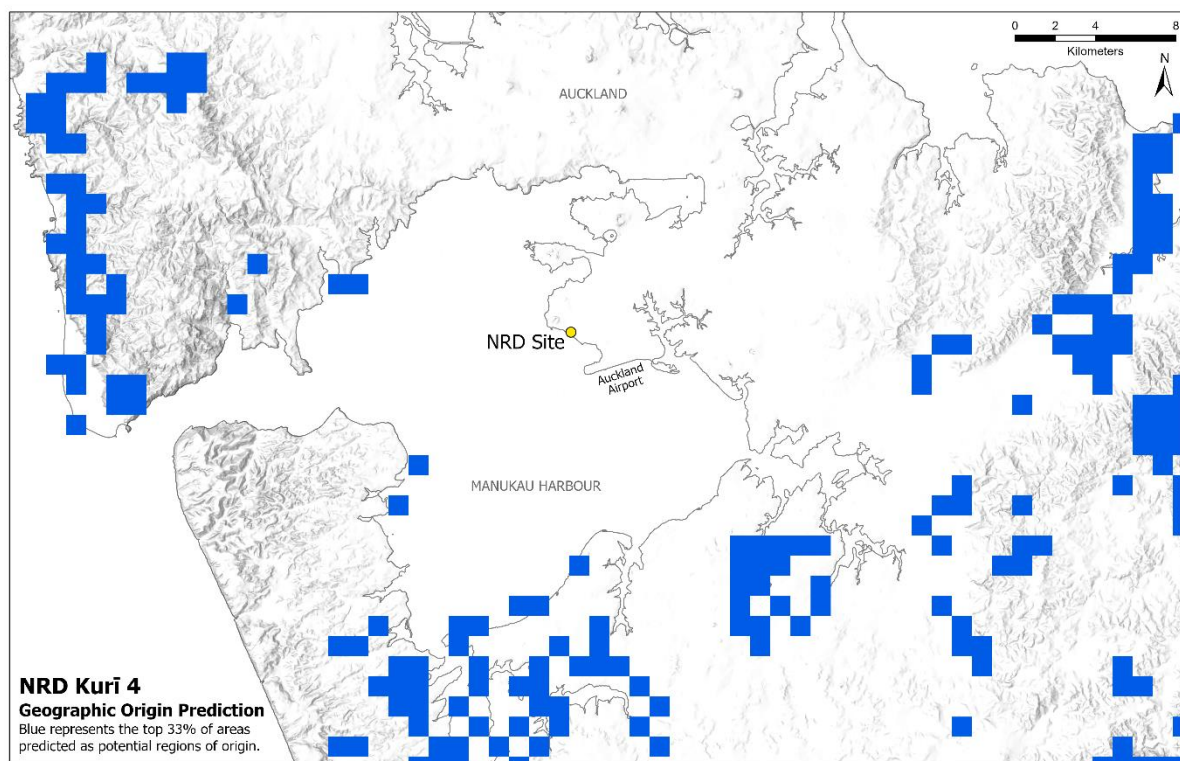 0 2 4 8
Kilometers
N
AUCKLAND
NRD Site
Auckland
Airport
MANUKAU HARBOUR
NRD Kurī 4
Geographic Origin Prediction
Blue represents the top 33% of areas
predicted as potential regions of origin.